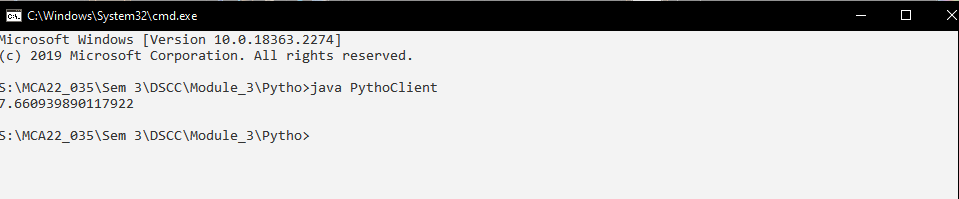 C:\Windows\System32\cmd.exe
Microsoft Windows [Version 10.0.18363.2274]
(c) 2019 Microsoft Corporation. All rights reserved.
S:\MCA22_035\Sem 3\DSCC\Module_3\Pytho>java PythoClient
7.660939890117922
S:\MCA22_035\Sem 3\DSCC\Module_3\Pytho>